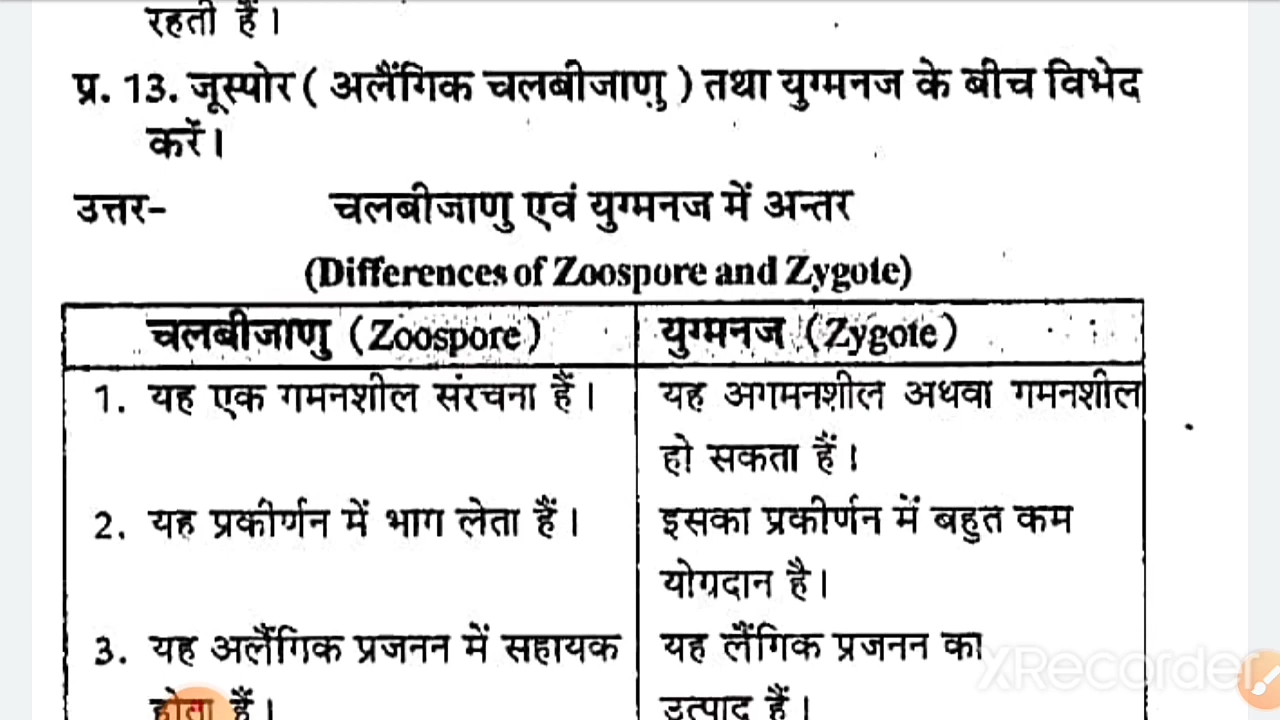 रहती हैं।
प्र. 13. जूस्पोर ( अलैंगिक चलबीजाणु ) तथा युग्मनज के बीच विभेद
करें।
उत्तर- चलबीजाणु एवं युग्मनज में अन्तर
(Differences of Zoospore and Zygote)
चलबीजाणु (Zoospore) युग्मनज (Zygote)
1. यह एक गमनशील संरचना हैं। यह अगमनशील अथवा गमनशील
हो सकता हैं।
2. यह प्रकीर्णन में भाग लेता हैं। इसका प्रकीर्णन में बहुत कम
योगदान है।
3. यह अलैंगिक प्रजनन में सहायक यह लैंगिक प्रजनन का
होता हैं। उत्पाद हैं।
XRecorder